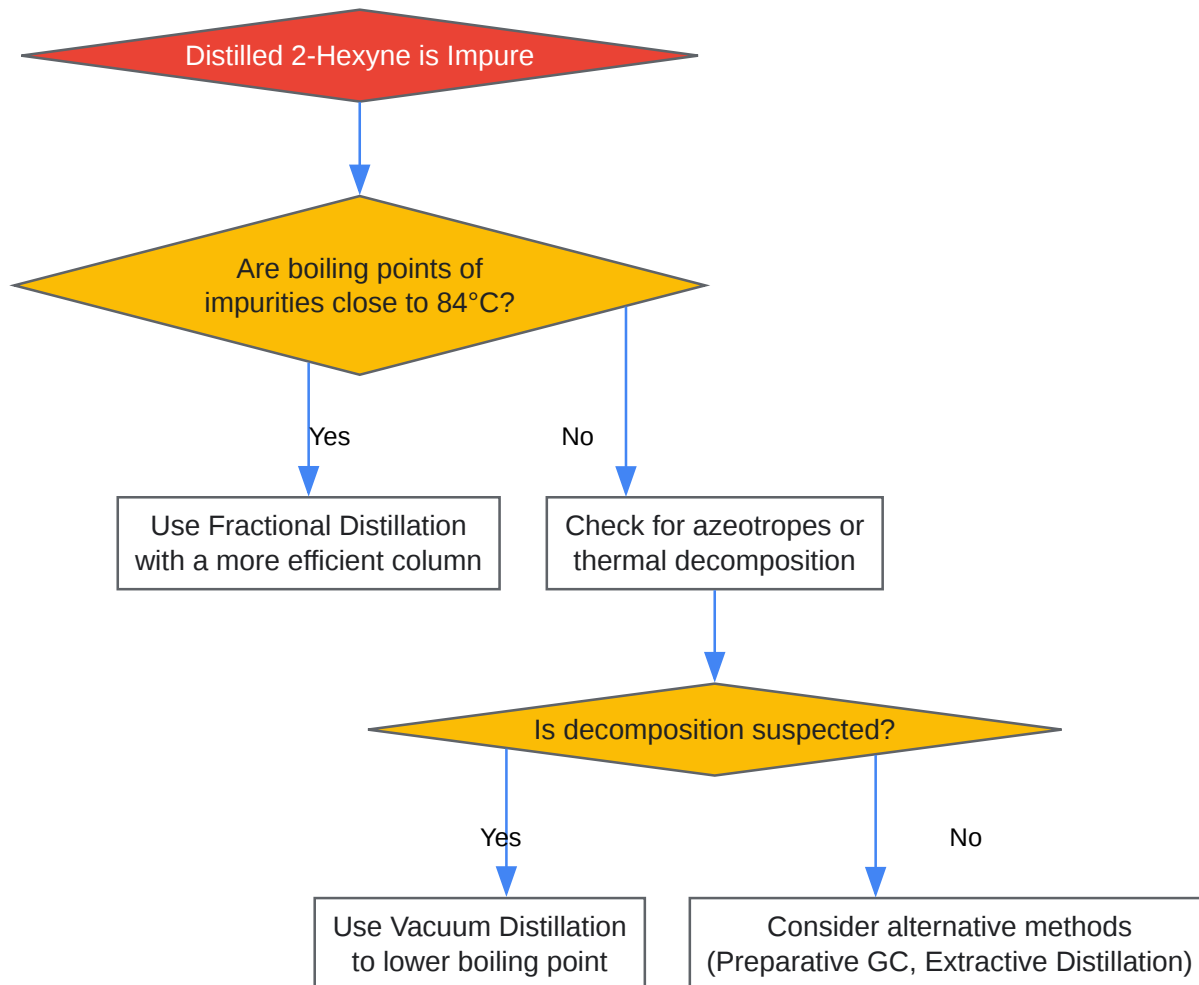 Distilled 2-Hexyne is Impure
Are boiling points of
impurities close to 84°C?
Yes
No
Use Fractional Distillation
with a more efficient column
Check for azeotropes or
thermal decomposition
Is decomposition suspected?
Yes
No
Use Vacuum Distillation
to lower boiling point
Consider alternative methods
(Preparative GC, Extractive Distillation)